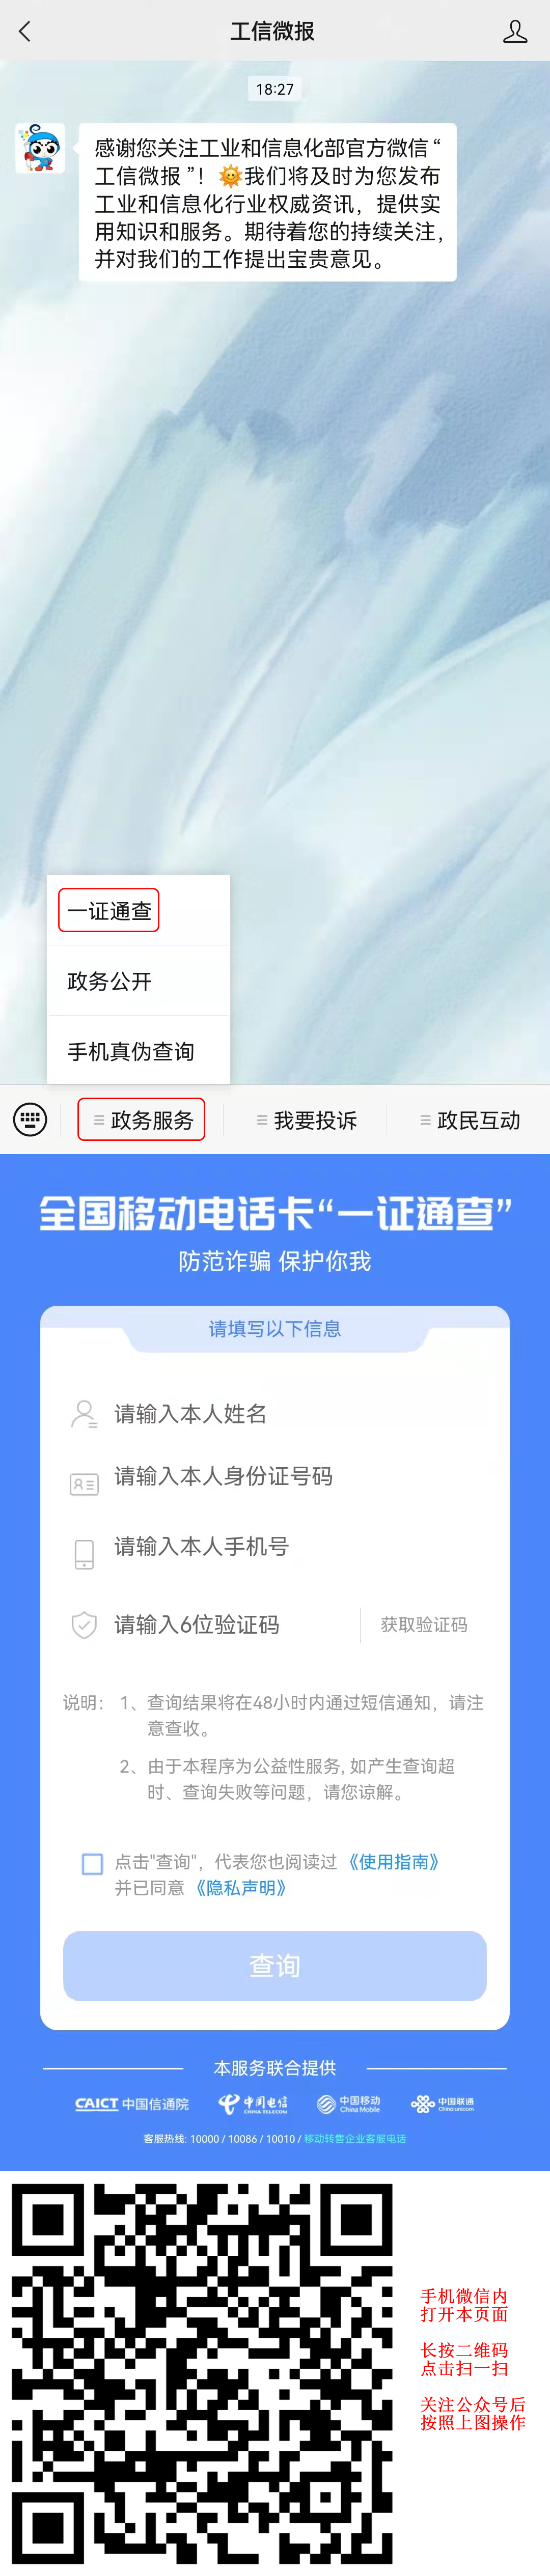 工信微报
18:27
感谢您关注工业和信息化部官方微信“
工信微报 ”！🌞我们将及时为您发布
工业和信息化行业权威资讯，提供实
用知识和服务。期待着您的持续关注，
并对我们的工作提出宝贵意见。
一证通查
政务公开
手机真伪查询
政务服务 我要投诉 政民互动
全国移动电话卡“一证通查”
防范诈骗 保护你我
请填写以下信息
请输入本人姓名
请输入本人身份证号码
请输入本人手机号
请输入6位验证码 获取验证码
说明： 1、查询结果将在48小时内通过短信通知，请注
意查收。
2、由于本程序为公益性服务, 如产生查询超
时、查询失败等问题，请您谅解。
点击"查询"，代表您也阅读过《使用指南》
并已同意《隐私声明》
查询
本服务联合提供
CAICT 中国信通院 中国电信 CHINA TELECOM 中国移动 China Mobile 中国联通 China unicom
客服热线: 10000 / 10086 / 10010 / 移动转售企业客服电话
手机微信内
打开本页面
长按二维码
点击扫一扫
关注公众号后
按照上图操作